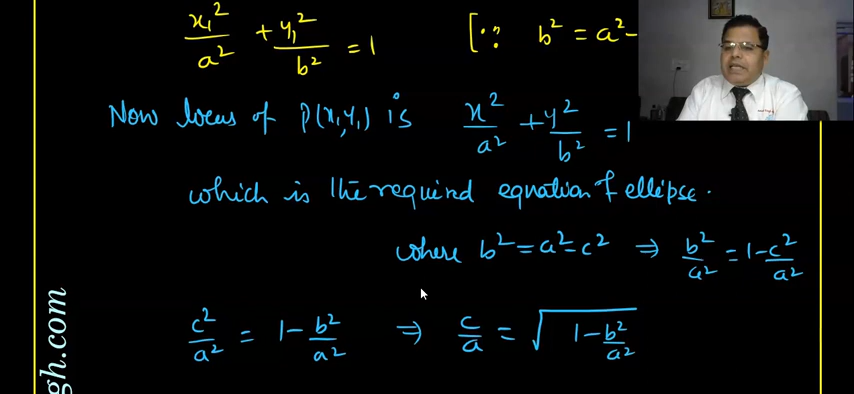 x₁²/a² + y₁²/b² = 1 [∵ b² = a² −
Now locus of P(x₁,y₁) is x²/a² + y²/b² = 1
which is the required equation of ellipse.
where b² = a² − c² ⇒ b²/a² = 1 − c²/a²
c²/a² = 1 − b²/a² ⇒ c/a = √(1 − b²/a²)
gh.com